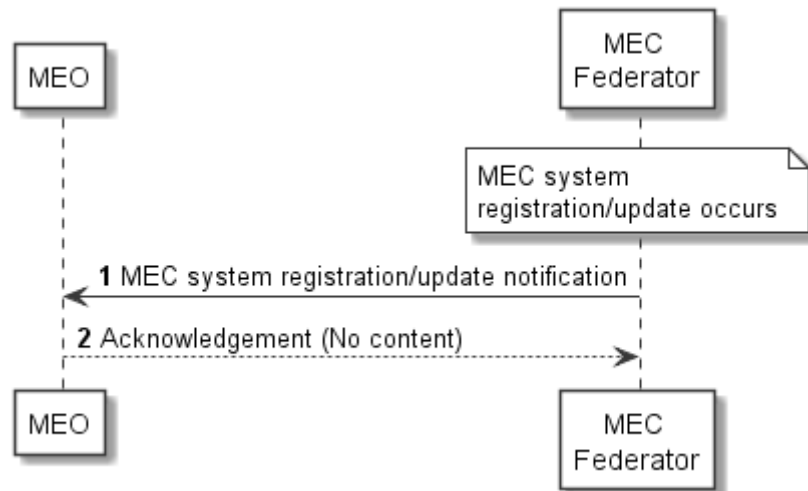 MEO
MEC
Federator
MEC system
registration/update occurs
1 MEC system registration/update notification
2 Acknowledgement (No content)
MEO
MEC
Federator